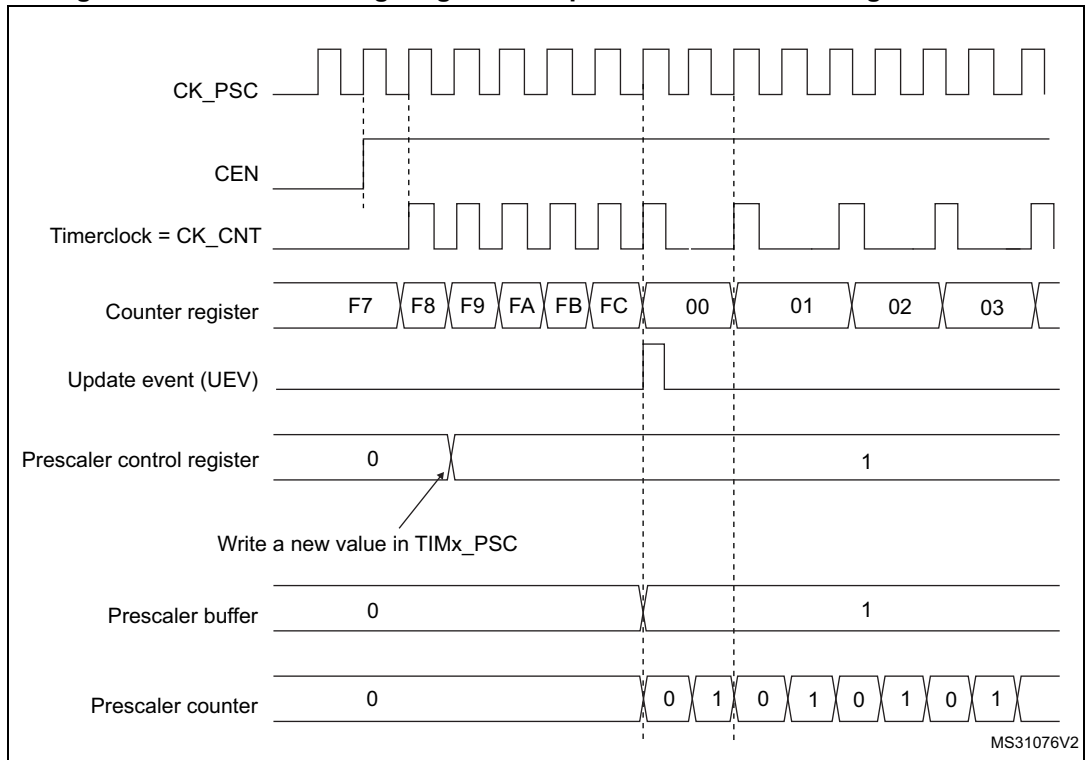 CK_PSC
CEN
Timerclock = CK_CNT
Counter register F7 F8 F9 FA FB FC 00 01 02 03
Update event (UEV)
Prescaler control register 0 1
Write a new value in TIMx_PSC
Prescaler buffer 0 1
Prescaler counter 0 0 1 0 1 0 1 0 1
MS31076V2